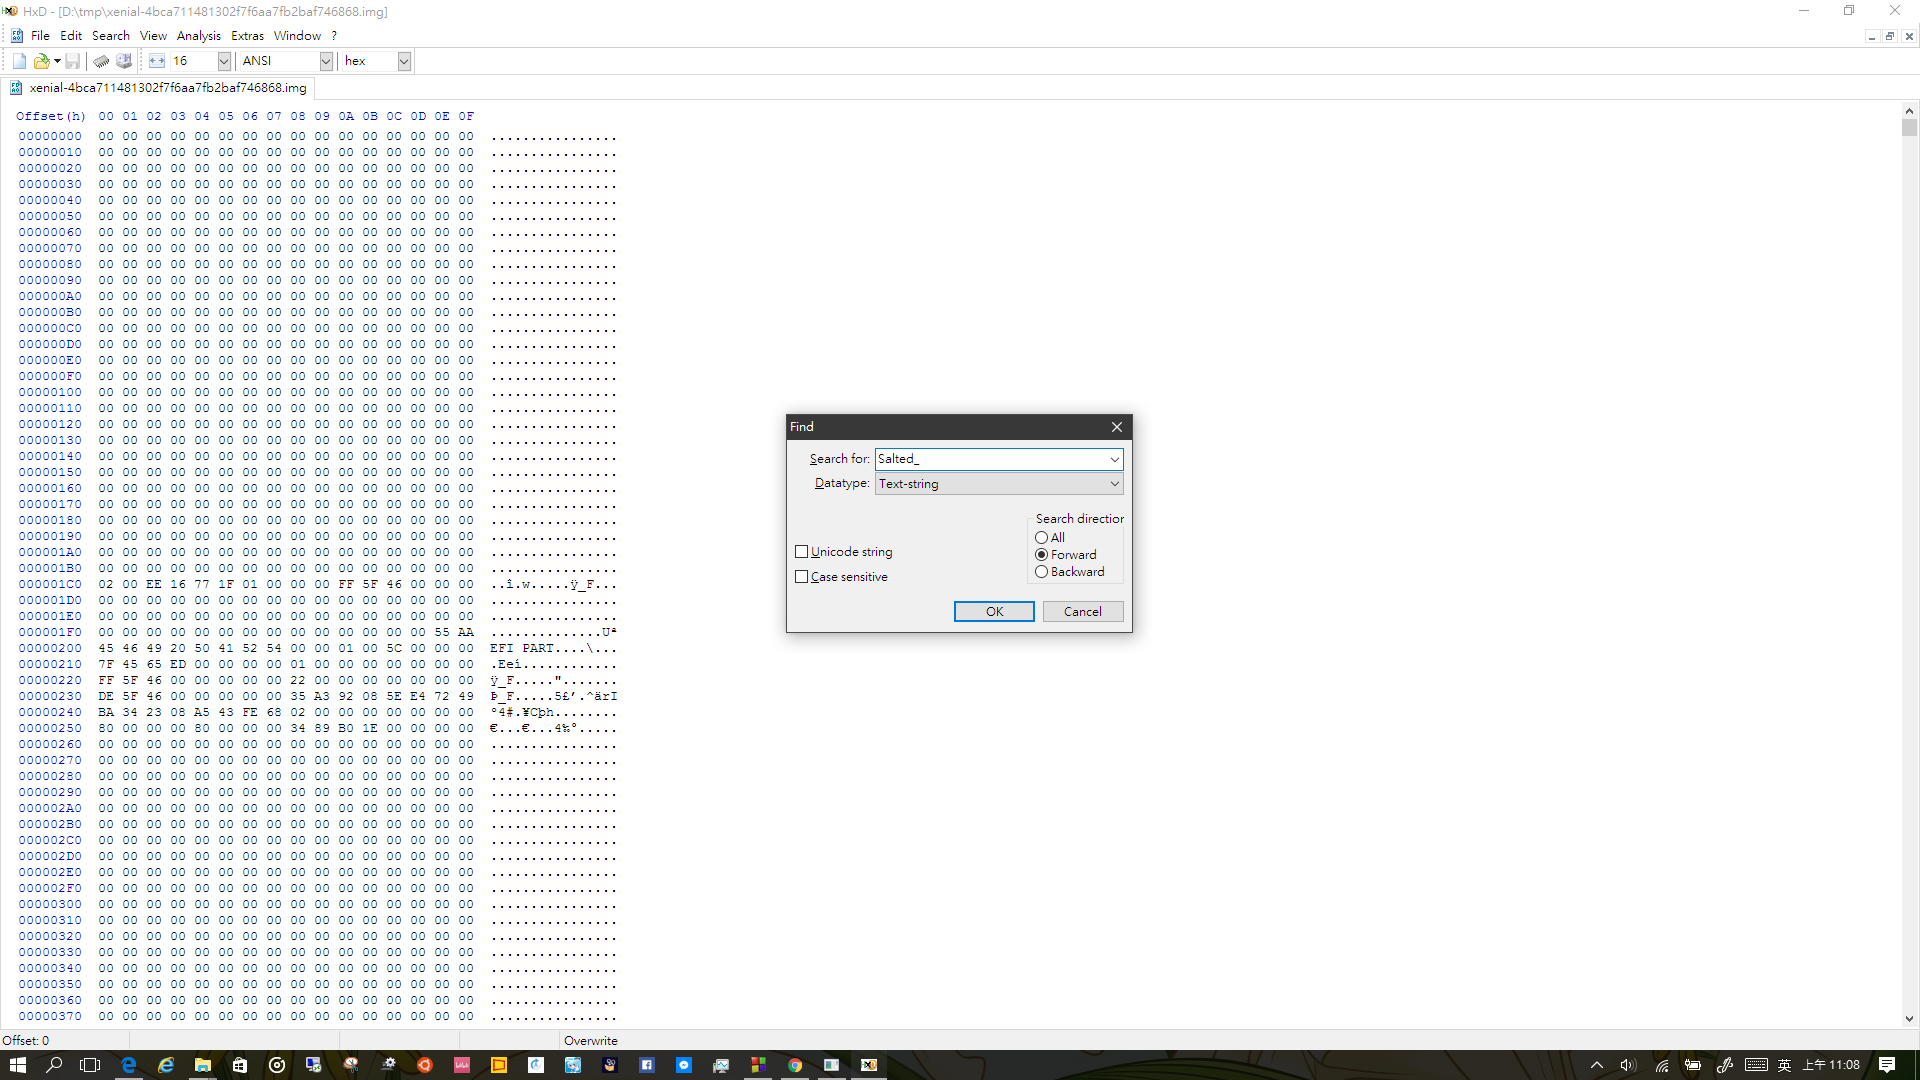 HxD - [D:\tmp\xenial-4bca711481302f7f6aa7fb2baf746868.img]
File Edit Search View Analysis Extras Window ?
16 ANSI hex
xenial-4bca711481302f7f6aa7fb2baf746868.img
Offset(h) 00 01 02 03 04 05 06 07 08 09 0A 0B 0C 0D 0E 0F
00000000 00 00 00 00 00 00 00 00 00 00 00 00 00 00 00 00 ................
00000010 00 00 00 00 00 00 00 00 00 00 00 00 00 00 00 00 ................
00000020 00 00 00 00 00 00 00 00 00 00 00 00 00 00 00 00 ................
00000030 00 00 00 00 00 00 00 00 00 00 00 00 00 00 00 00 ................
00000040 00 00 00 00 00 00 00 00 00 00 00 00 00 00 00 00 ................
00000050 00 00 00 00 00 00 00 00 00 00 00 00 00 00 00 00 ................
00000060 00 00 00 00 00 00 00 00 00 00 00 00 00 00 00 00 ................
00000070 00 00 00 00 00 00 00 00 00 00 00 00 00 00 00 00 ................
00000080 00 00 00 00 00 00 00 00 00 00 00 00 00 00 00 00 ................
00000090 00 00 00 00 00 00 00 00 00 00 00 00 00 00 00 00 ................
000000A0 00 00 00 00 00 00 00 00 00 00 00 00 00 00 00 00 ................
000000B0 00 00 00 00 00 00 00 00 00 00 00 00 00 00 00 00 ................
000000C0 00 00 00 00 00 00 00 00 00 00 00 00 00 00 00 00 ................
000000D0 00 00 00 00 00 00 00 00 00 00 00 00 00 00 00 00 ................
000000E0 00 00 00 00 00 00 00 00 00 00 00 00 00 00 00 00 ................
000000F0 00 00 00 00 00 00 00 00 00 00 00 00 00 00 00 00 ................
00000100 00 00 00 00 00 00 00 00 00 00 00 00 00 00 00 00 ................
00000110 00 00 00 00 00 00 00 00 00 00 00 00 00 00 00 00 ................
00000120 00 00 00 00 00 00 00 00 00 00 00 00 00 00 00 00 ................
00000130 00 00 00 00 00 00 00 00 00 00 00 00 00 00 00 00 ................
00000140 00 00 00 00 00 00 00 00 00 00 00 00 00 00 00 00 ................
00000150 00 00 00 00 00 00 00 00 00 00 00 00 00 00 00 00 ................
00000160 00 00 00 00 00 00 00 00 00 00 00 00 00 00 00 00 ................
00000170 00 00 00 00 00 00 00 00 00 00 00 00 00 00 00 00 ................
00000180 00 00 00 00 00 00 00 00 00 00 00 00 00 00 00 00 ................
00000190 00 00 00 00 00 00 00 00 00 00 00 00 00 00 00 00 ................
000001A0 00 00 00 00 00 00 00 00 00 00 00 00 00 00 00 00 ................
000001B0 00 00 00 00 00 00 00 00 00 00 00 00 00 00 00 00 ................
000001C0 02 00 EE 16 77 1F 01 00 00 00 FF 5F 46 00 00 00 ..î.w.....ÿ_F...
000001D0 00 00 00 00 00 00 00 00 00 00 00 00 00 00 00 00 ................
000001E0 00 00 00 00 00 00 00 00 00 00 00 00 00 00 00 00 ................
000001F0 00 00 00 00 00 00 00 00 00 00 00 00 00 00 55 AA ..............Uª
00000200 45 46 49 20 50 41 52 54 00 00 01 00 5C 00 00 00 EFI PART....\...
00000210 7F 45 65 ED 00 00 00 00 01 00 00 00 00 00 00 00 .Eeí............
00000220 FF 5F 46 00 00 00 00 00 22 00 00 00 00 00 00 00 ÿ_F.....".......
00000230 DE 5F 46 00 00 00 00 00 35 A3 92 08 5E E4 72 49 Þ_F.....5£’.^ärI
00000240 BA 34 23 08 A5 43 FE 68 02 00 00 00 00 00 00 00 º4#.¥Cþh........
00000250 80 00 00 00 80 00 00 00 34 89 B0 1E 00 00 00 00 €...€...4‰°.....
00000260 00 00 00 00 00 00 00 00 00 00 00 00 00 00 00 00 ................
00000270 00 00 00 00 00 00 00 00 00 00 00 00 00 00 00 00 ................
00000280 00 00 00 00 00 00 00 00 00 00 00 00 00 00 00 00 ................
00000290 00 00 00 00 00 00 00 00 00 00 00 00 00 00 00 00 ................
000002A0 00 00 00 00 00 00 00 00 00 00 00 00 00 00 00 00 ................
000002B0 00 00 00 00 00 00 00 00 00 00 00 00 00 00 00 00 ................
000002C0 00 00 00 00 00 00 00 00 00 00 00 00 00 00 00 00 ................
000002D0 00 00 00 00 00 00 00 00 00 00 00 00 00 00 00 00 ................
000002E0 00 00 00 00 00 00 00 00 00 00 00 00 00 00 00 00 ................
000002F0 00 00 00 00 00 00 00 00 00 00 00 00 00 00 00 00 ................
00000300 00 00 00 00 00 00 00 00 00 00 00 00 00 00 00 00 ................
00000310 00 00 00 00 00 00 00 00 00 00 00 00 00 00 00 00 ................
00000320 00 00 00 00 00 00 00 00 00 00 00 00 00 00 00 00 ................
00000330 00 00 00 00 00 00 00 00 00 00 00 00 00 00 00 00 ................
00000340 00 00 00 00 00 00 00 00 00 00 00 00 00 00 00 00 ................
00000350 00 00 00 00 00 00 00 00 00 00 00 00 00 00 00 00 ................
00000360 00 00 00 00 00 00 00 00 00 00 00 00 00 00 00 00 ................
00000370 00 00 00 00 00 00 00 00 00 00 00 00 00 00 00 00 ................
Find
Search for: Salted_
Datatype: Text-string
Search direction
All
Unicode string
Forward
Backward
Case sensitive
OK Cancel
Offset: 0 Overwrite
英 上午 11:08